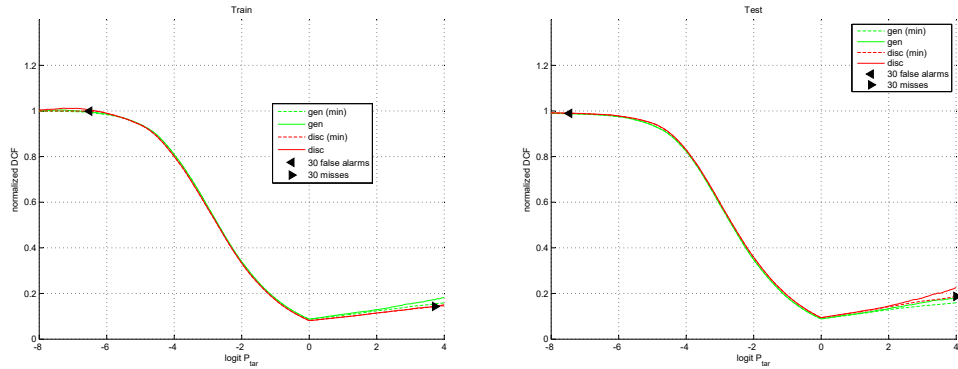 Train
normalized DCF
1.2
1
0.8
0.6
0.4
0.2
0
-8
-6
-4
-2
0
2
4
logit P_tar
gen (min)
gen
disc (min)
disc
30 false alarms
30 misses
Test
normalized DCF
1.2
1
0.8
0.6
0.4
0.2
0
-8
-6
-4
-2
0
2
4
logit P_tar
gen (min)
gen
disc (min)
disc
30 false alarms
30 misses